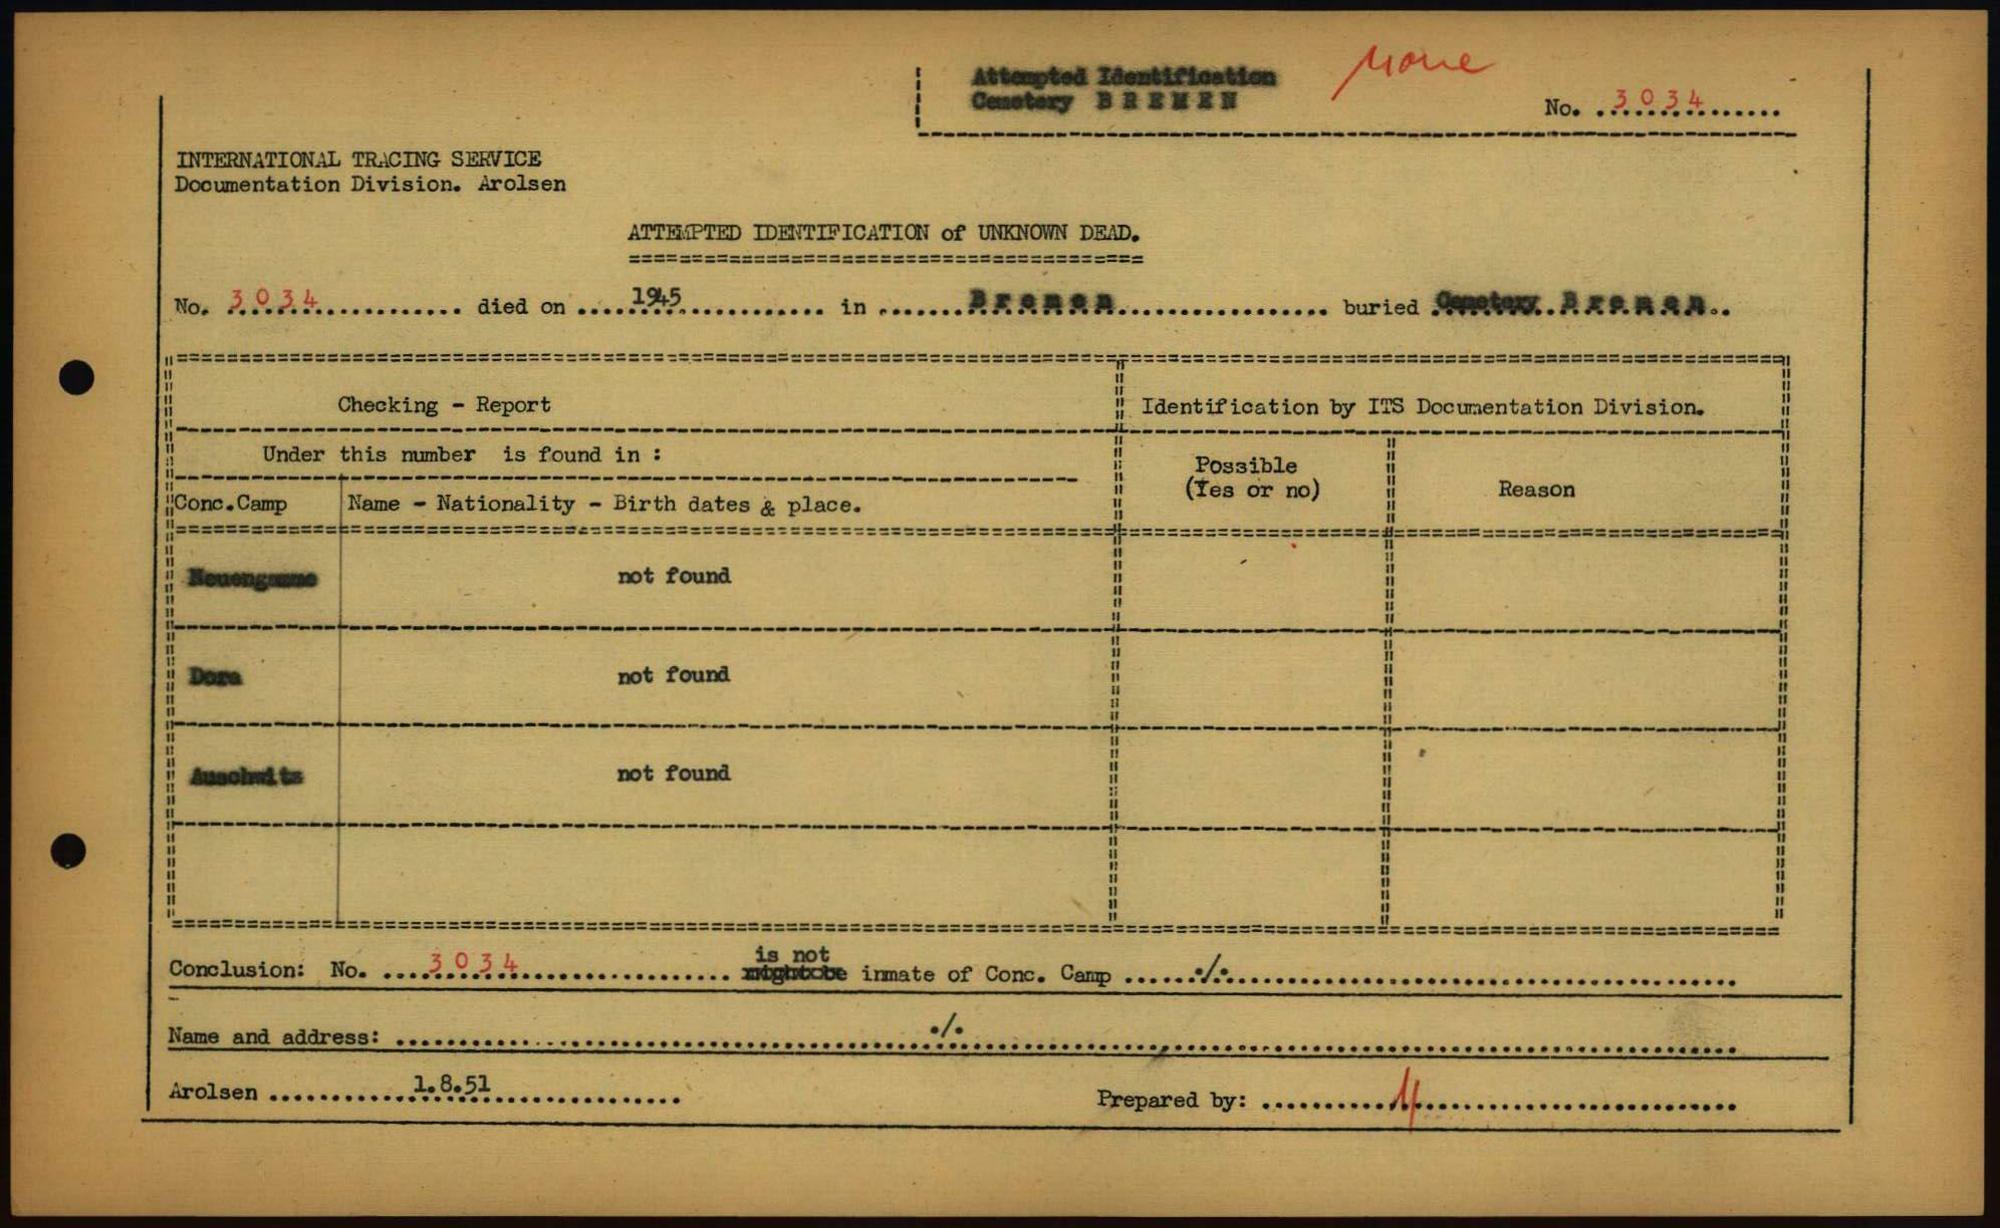 Attempted Identification
Cemetery B R E M E N
none
No. ..3034.......
INTERNATIONAL TRACING SERVICE
Documentation Division. Arolsen
ATTEMPTED IDENTIFICATION of UNKNOWN DEAD.
No. 3034 died on 1945 in B r e m e n buried Cemetery B r e m e n
Checking - Report
Identification by ITS Documentation Division.
Under this number is found in :
Possible
(Yes or no)
Reason
Conc.Camp
Name - Nationality - Birth dates & place.
Neuengamme not found
Dora not found
Auschwitz not found
is not
Conclusion: No. 3034 might be inmate of Conc. Camp ./.
Name and address: ./.
Arolsen 1.8.51
Prepared by: